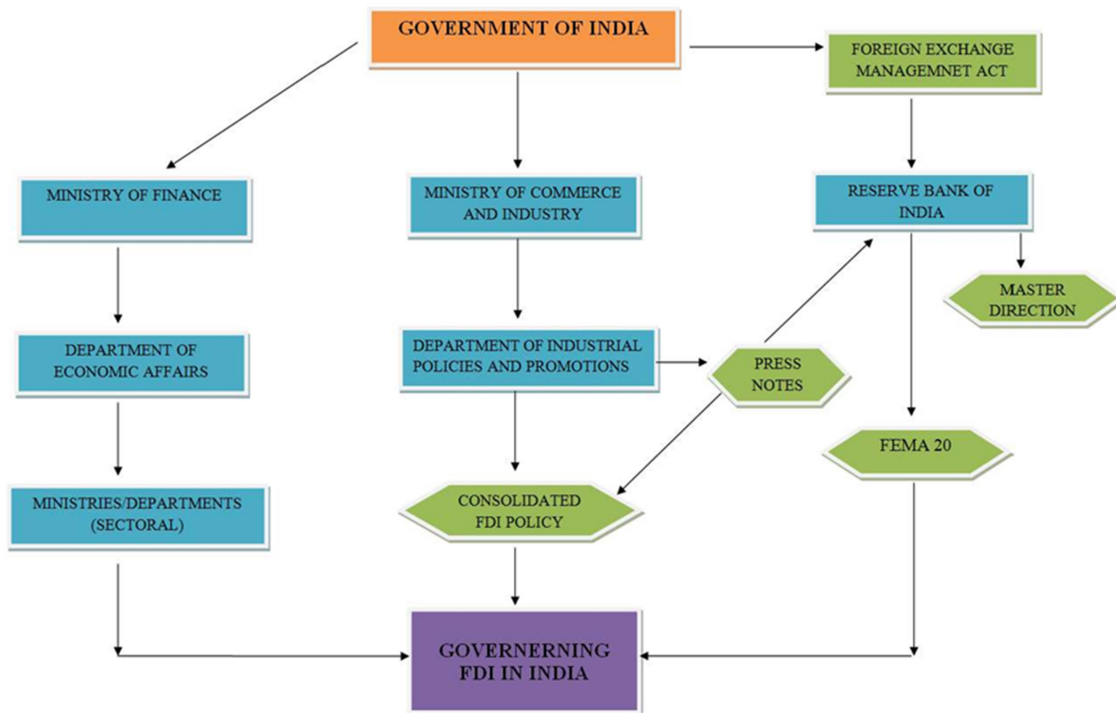 GOVERNMENT OF INDIA
FOREIGN EXCHANGE
MANAGEMNET ACT
MINISTRY OF FINANCE
MINISTRY OF COMMERCE
AND INDUSTRY
RESERVE BANK OF
INDIA
MASTER
DIRECTION
DEPARTMENT OF
ECONOMIC AFFAIRS
DEPARTMENT OF INDUSTRIAL
POLICIES AND PROMOTIONS
PRESS
NOTES
FEMA 20
MINISTRIES/DEPARTMENTS
(SECTORAL)
CONSOLIDATED
FDI POLICY
GOVERNERNING
FDI IN INDIA